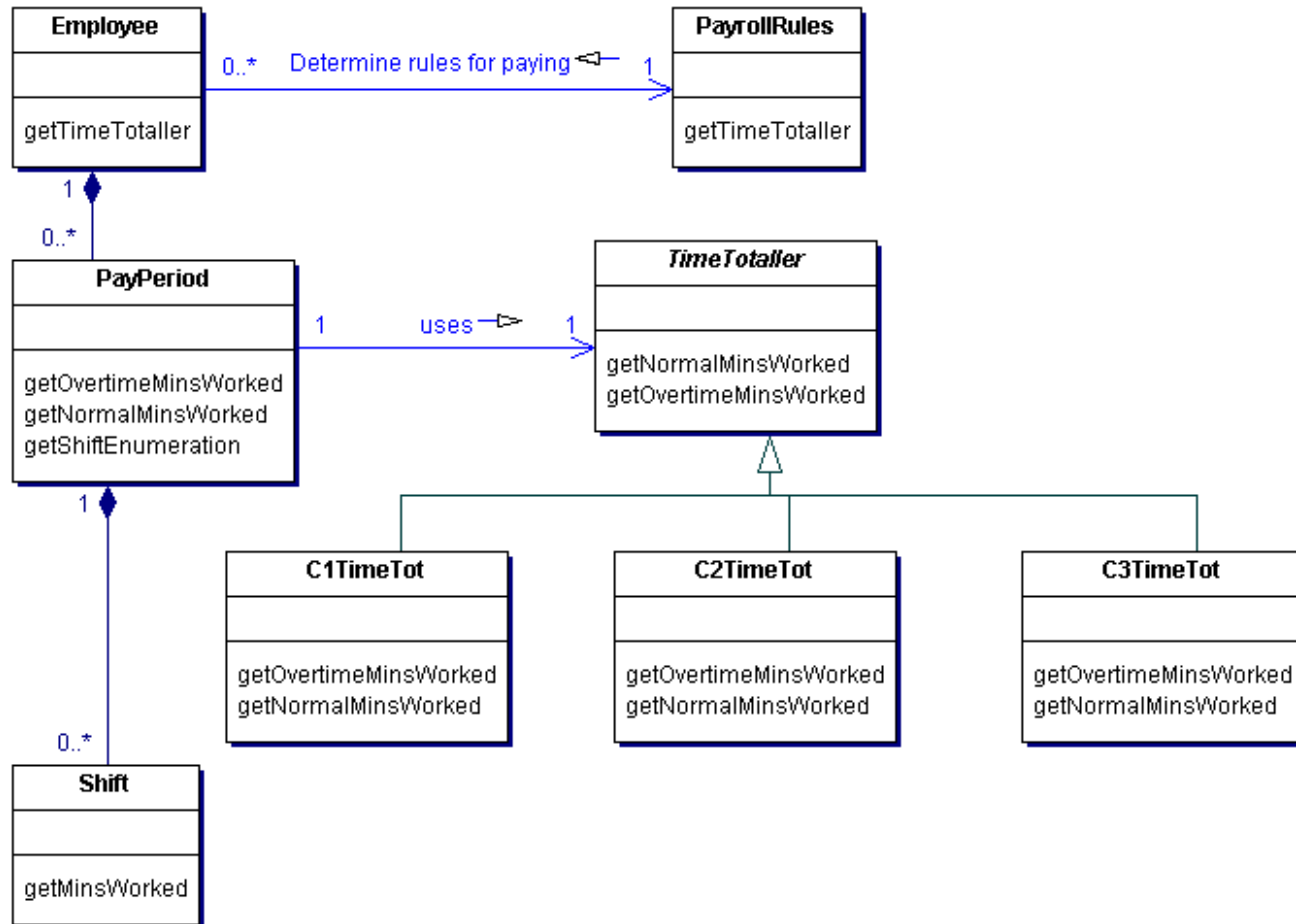 Employee
getTimeTotaller
0..* Determine rules for paying 1
PayrollRules
getTimeTotaller
1
0..*
PayPeriod
getOvertimeMinsWorked
getNormalMinsWorked
getShiftEnumeration
1 uses 1
TimeTotaller
getNormalMinsWorked
getOvertimeMinsWorked
1
0..*
C1TimeTot
getOvertimeMinsWorked
getNormalMinsWorked
C2TimeTot
getOvertimeMinsWorked
getNormalMinsWorked
C3TimeTot
getOvertimeMinsWorked
getNormalMinsWorked
Shift
getMinsWorked